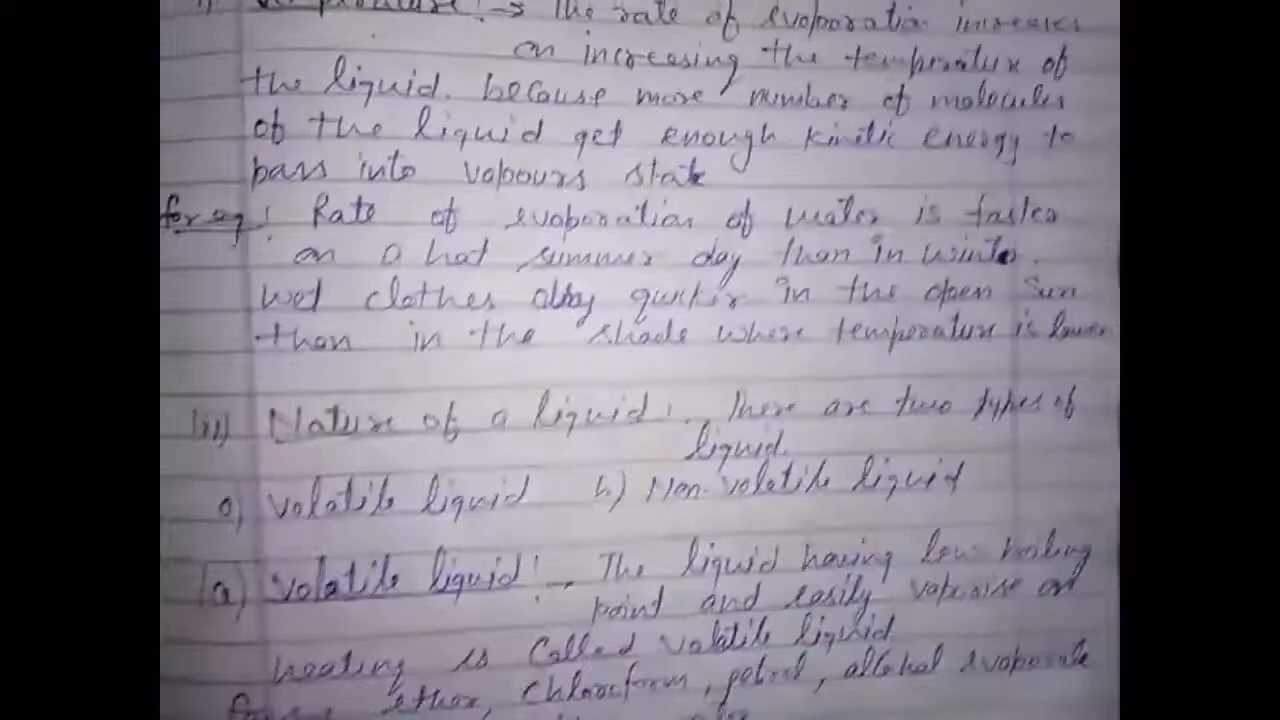 :→ The rate of evaporation increases
on increasing the temperature of
the liquid. because more number of molecules
of the liquid get enough kinetic energy to
pass into vapours state
for eg: Rate of evaporation of water is faster
on a hot summer day than in winter.
Wet clothes dry quicker in the open sun
than in the shade where temperature is lower
iii) Nature of a liquid:- There are two types of
liquid.
a) volatile liquid b) Non-volatile liquid
(a) volatile liquid:- The liquid having low boiling
point and easily vaporise on
heating is called volatile liquid.
ether, chloroform, petrol, alcohol evaporate